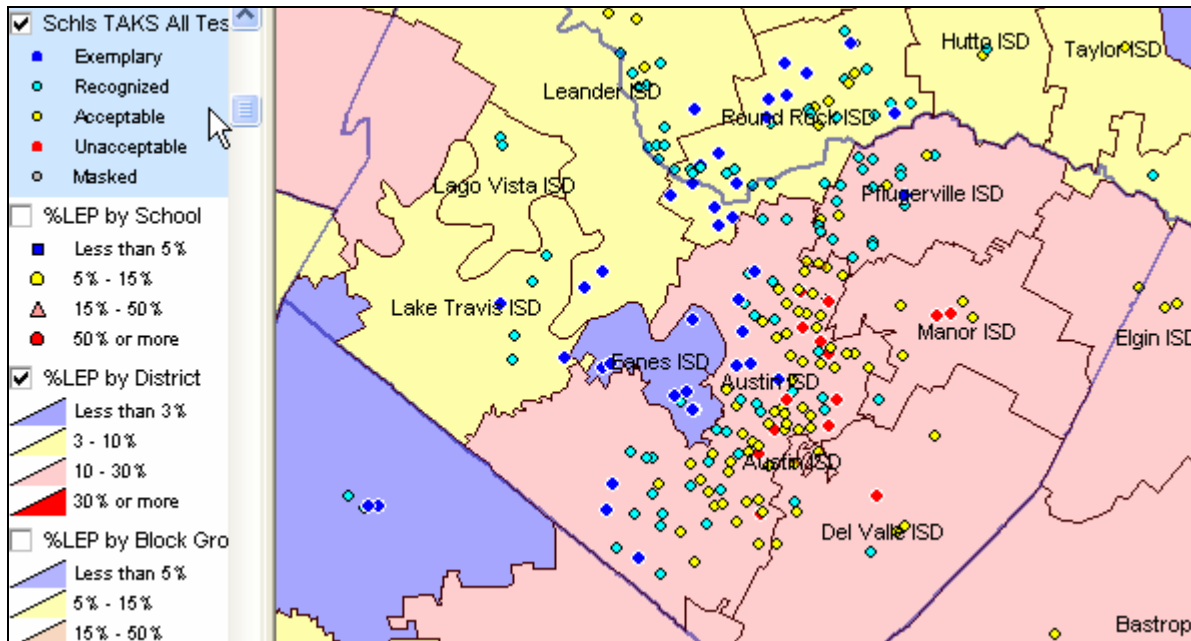 Schls TAKS All Tes
Exemplary
Recognized
Acceptable
Unacceptable
Masked
%LEP by School
Less than 5%
5% - 15%
15% - 50%
50% or more
%LEP by District
Less than 3%
3 - 10%
10 - 30%
30% or more
%LEP by Block Gro
Less than 5%
5% - 15%
15% - 50%
Hutto ISD
Taylor ISD
Leander ISD
Round Rock ISD
Lago Vista ISD
Pflugerville ISD
Lake Travis ISD
Manor ISD
Elgin ISD
Eanes ISD
Austin ISD
Austin ISD
Del Valle ISD
Bastrop